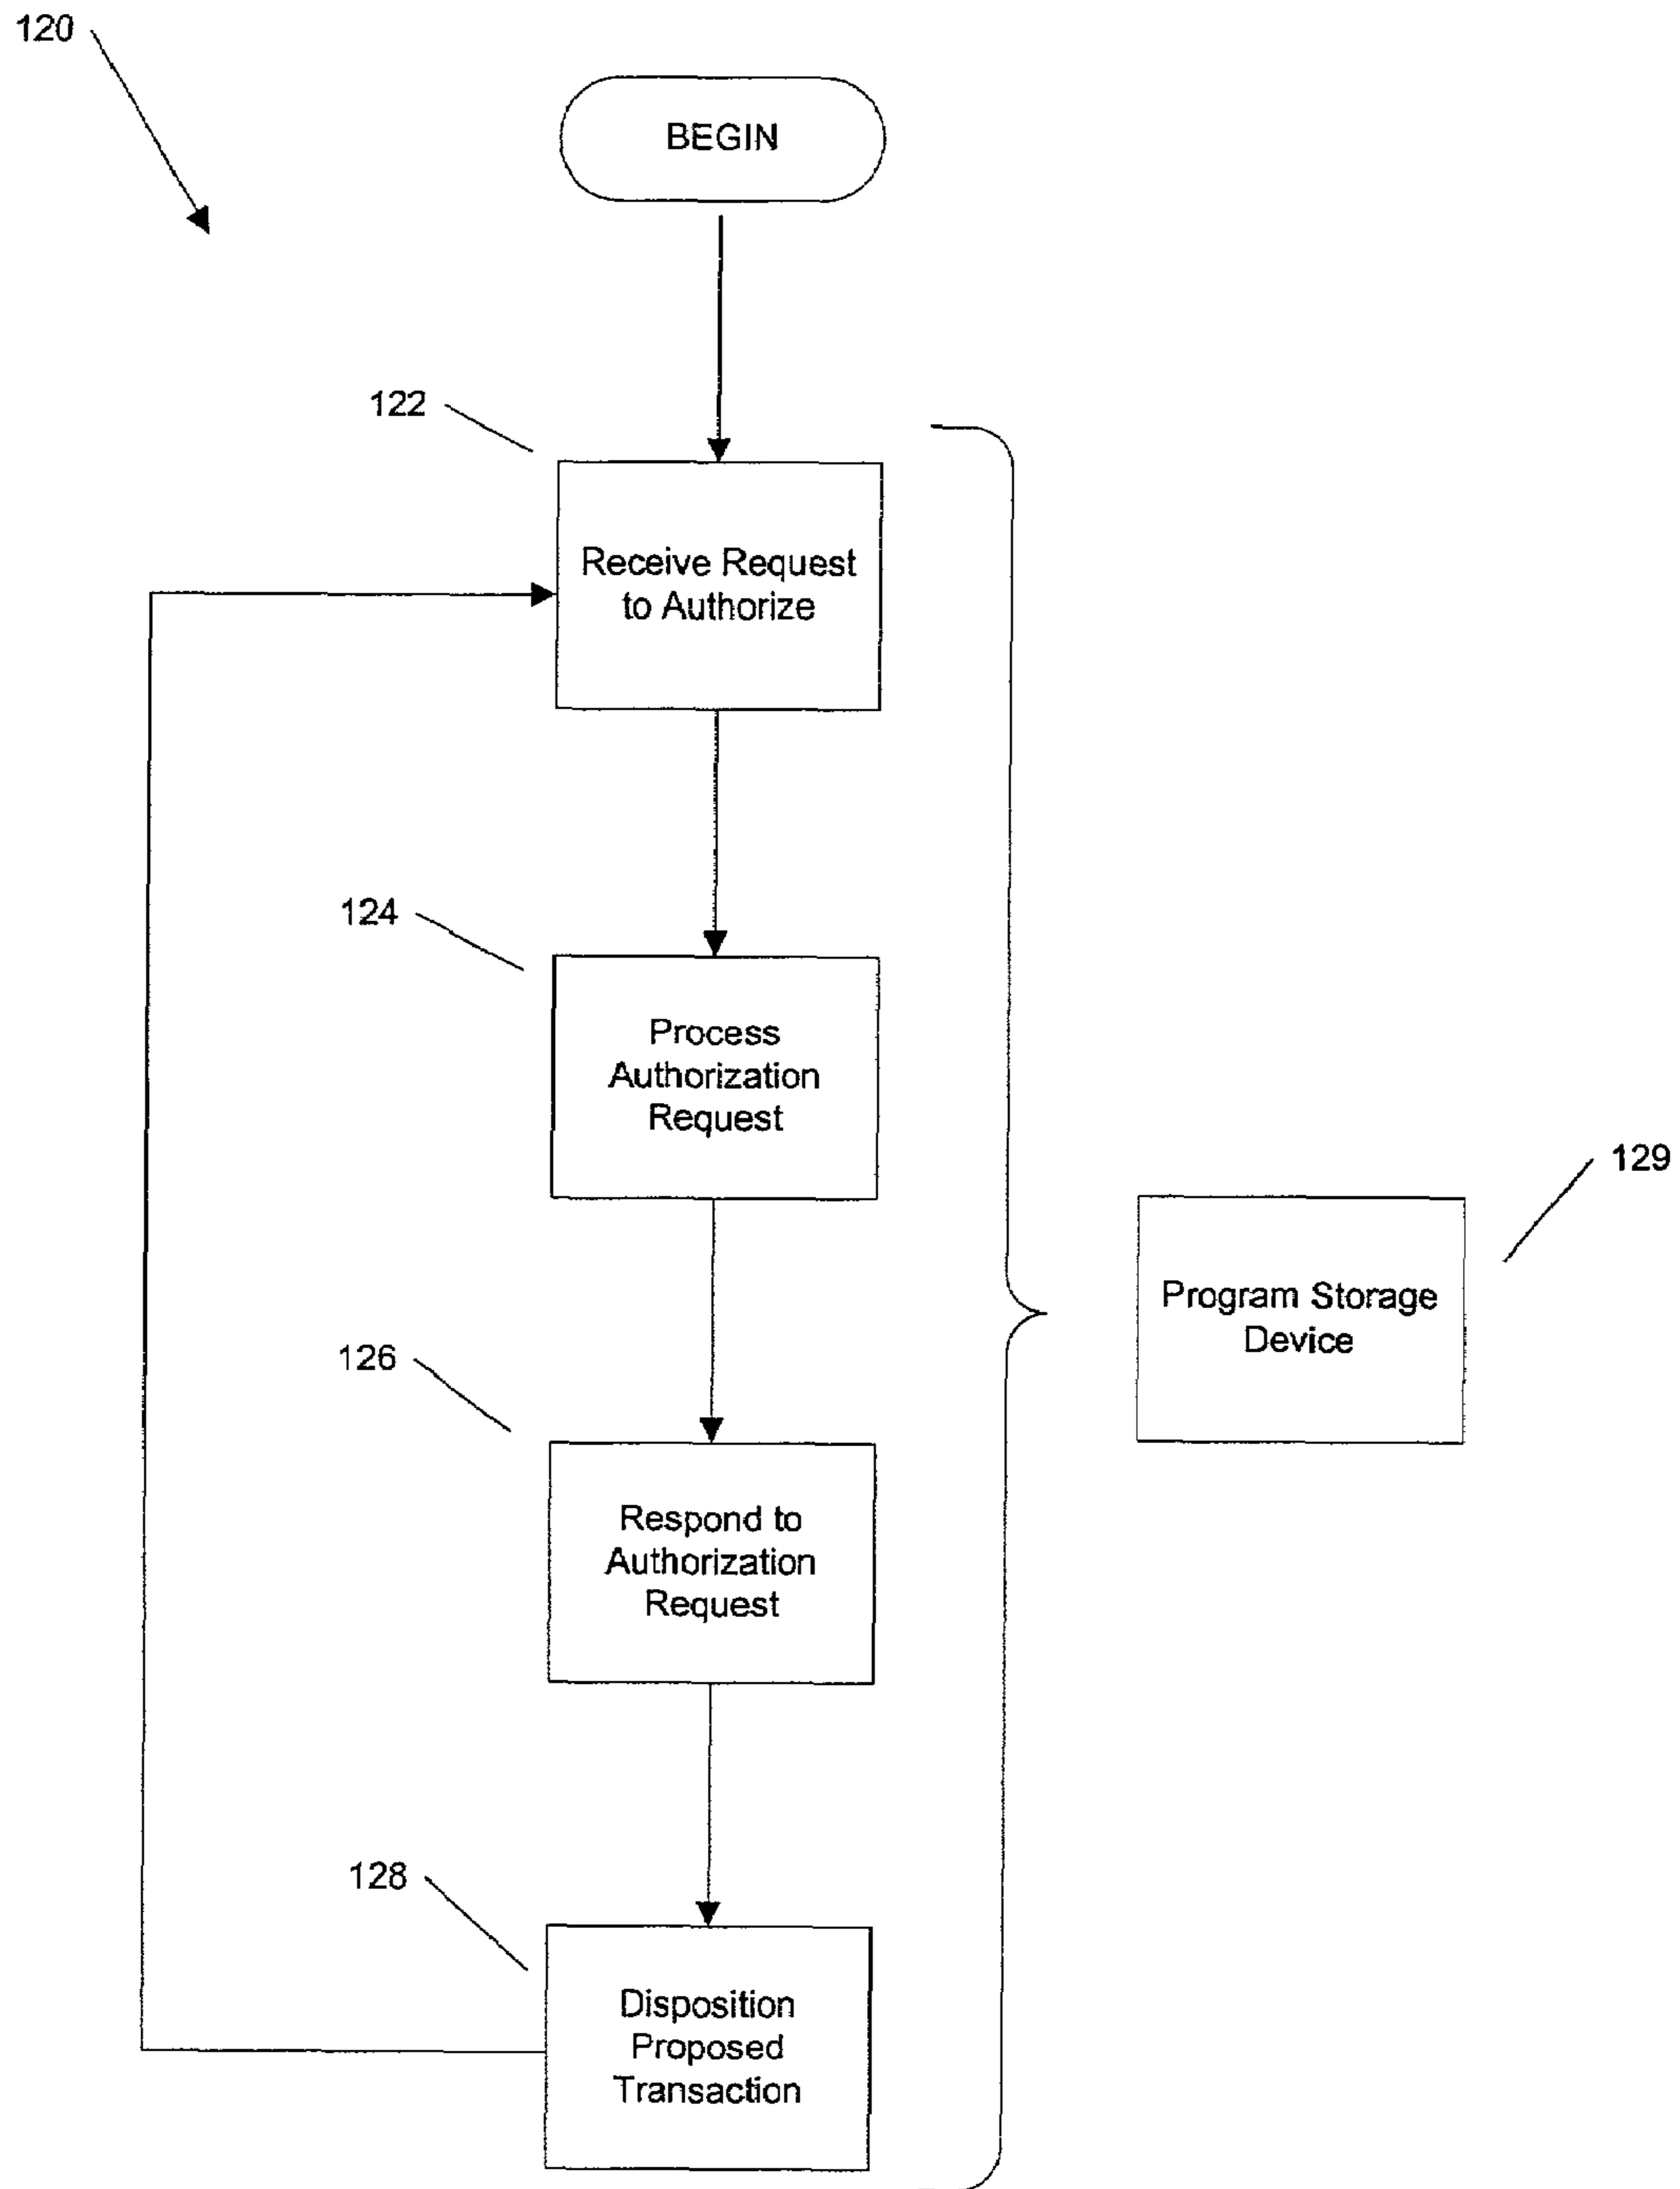 120
BEGIN
122
Receive Request
to Authorize
124
Process
Authorization
Request
129
Program Storage
Device
126
Respond to
Authorization
Request
128
Disposition
Proposed
Transaction